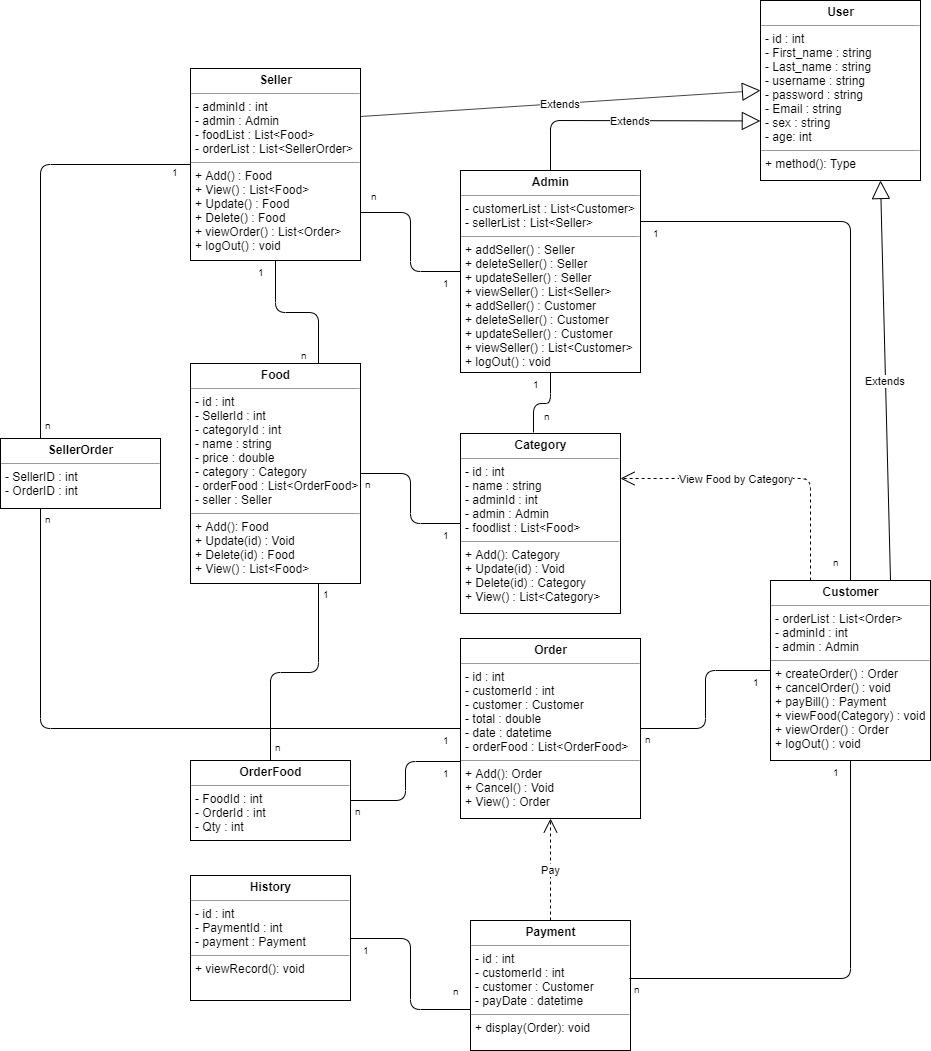 User
- id : int
- First_name : string
- Last_name : string
- username : string
- password : string
- Email : string
- sex : string
- age: int
+ method(): Type
Seller
- adminId : int
- admin : Admin
- foodList : List<Food>
- orderList : List<SellerOrder>
+ Add() : Food
+ View() : List<Food>
+ Update() : Food
+ Delete() : Food
+ viewOrder() : List<Order>
+ logOut() : void
Extends
Extends
1
n
1
1
n
Admin
- customerList : List<Customer>
- sellerList : List<Seller>
+ addSeller() : Seller
+ deleteSeller() : Seller
+ updateSeller() : Seller
+ viewSeller() : List<Seller>
+ addSeller() : Customer
+ deleteSeller() : Customer
+ updateSeller() : Customer
+ viewSeller() : List<Customer>
+ logOut() : void
1
n
1
n
Extends
Food
- id : int
- SellerId : int
- categoryId : int
- name : string
- price : double
- category : Category
- orderFood : List<OrderFood>
- seller : Seller
+ Add(): Food
+ Update(id) : Void
+ Delete(id) : Food
+ View() : List<Food>
n
1
1
n
SellerOrder
- SellerID : int
- OrderID : int
n
n
1
Category
- id : int
- name : string
- adminId : int
- admin : Admin
- foodlist : List<Food>
+ Add(): Category
+ Update(id) : Void
+ Delete(id) : Category
+ View() : List<Category>
View Food by Category
Customer
- orderList : List<Order>
- adminId : int
- admin : Admin
+ createOrder() : Order
+ cancelOrder() : void
+ payBill() : Payment
+ viewFood(Category) : void
+ viewOrder() : Order
+ logOut() : void
1
n
1
n
Order
- id : int
- customerId : int
- customer : Customer
- total : double
- date : datetime
- orderFood : List<OrderFood>
+ Add(): Order
+ Cancel() : Void
+ View() : Order
1
n
OrderFood
- FoodId : int
- OrderId : int
- Qty : int
Pay
History
- id : int
- PaymentId : int
- payment : Payment
+ viewRecord(): void
1
n
Payment
- id : int
- customerId : int
- customer : Customer
- payDate : datetime
+ display(Order): void